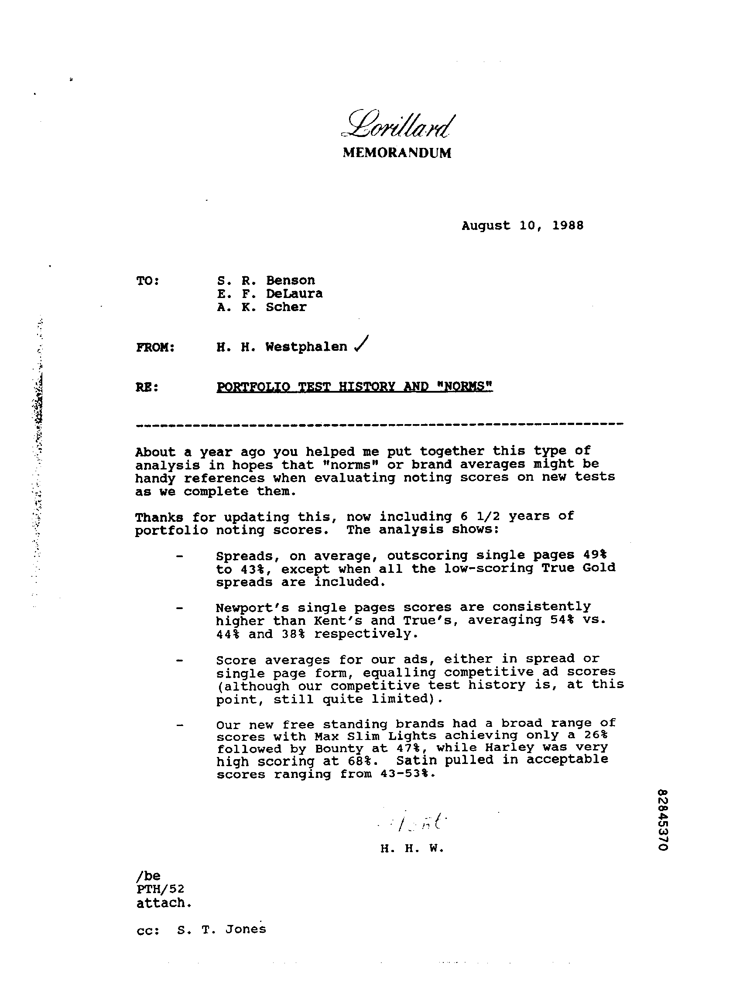 Lorillard
MEMORANDUM
August 10, 1988
TO: S. R. Benson
E. F. DeLaura
A. K. Scher
FROM: H. H. Westphalen ✓
RE: PORTFOLIO TEST HISTORY AND "NORMS"
------------------------------------------------------------
About a year ago you helped me put together this type of
analysis in hopes that "norms" or brand averages might be
handy references when evaluating noting scores on new tests
as we complete them.
Thanks for updating this, now including 6 1/2 years of
portfolio noting scores. The analysis shows:
- Spreads, on average, outscoring single pages 49%
to 43%, except when all the low-scoring True Gold
spreads are included.
- Newport's single pages scores are consistently
higher than Kent's and True's, averaging 54% vs.
44% and 38% respectively.
- Score averages for our ads, either in spread or
single page form, equalling competitive ad scores
(although our competitive test history is, at this
point, still quite limited).
- Our new free standing brands had a broad range of
scores with Max Slim Lights achieving only a 26%
followed by Bounty at 47%, while Harley was very
high scoring at 68%. Satin pulled in acceptable
scores ranging from 43-53%.
H. H. W.
82845370
/be
PTH/52
attach.
cc: S. T. Jones